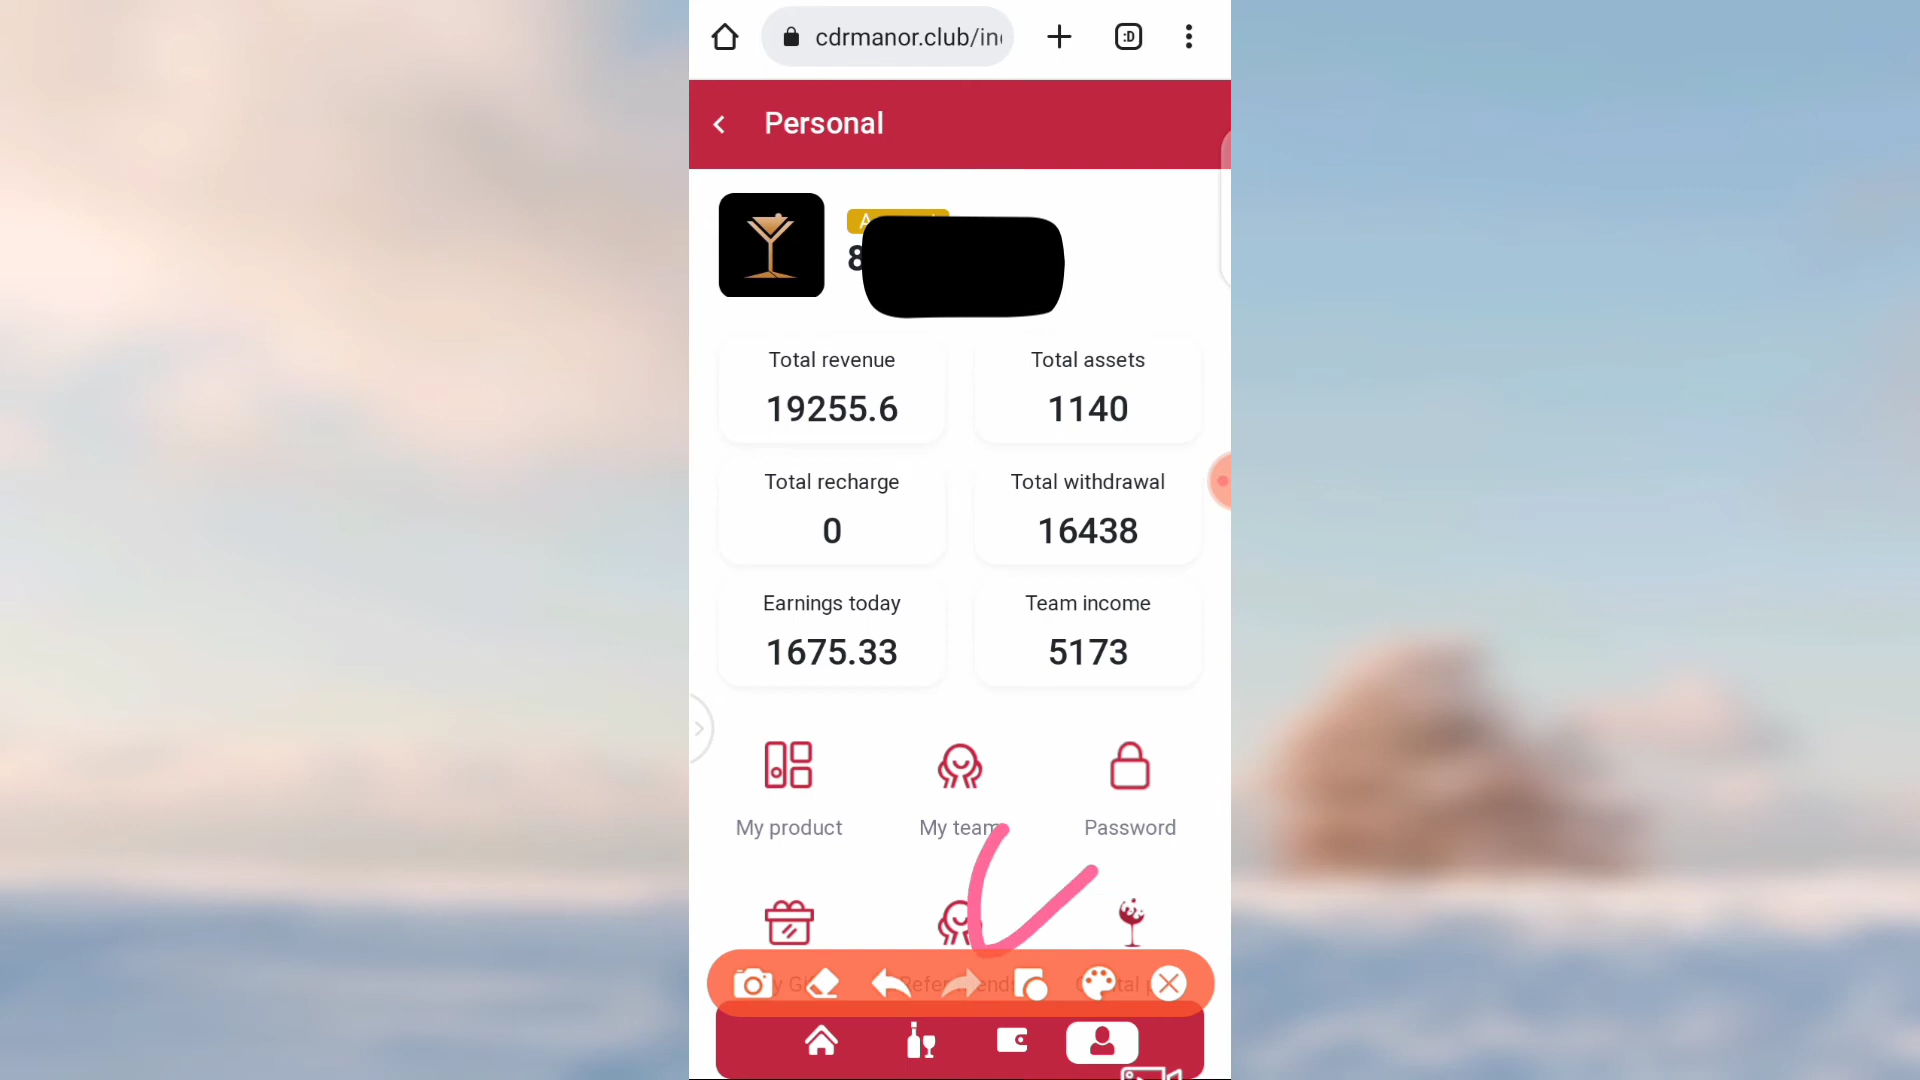 cdrmanor.club/in
Personal
8
Total revenue
19255.6
Total assets
1140
Total recharge
0
Total withdrawal
16438
Earnings today
1675.33
Team income
5173
My product
My team
Password